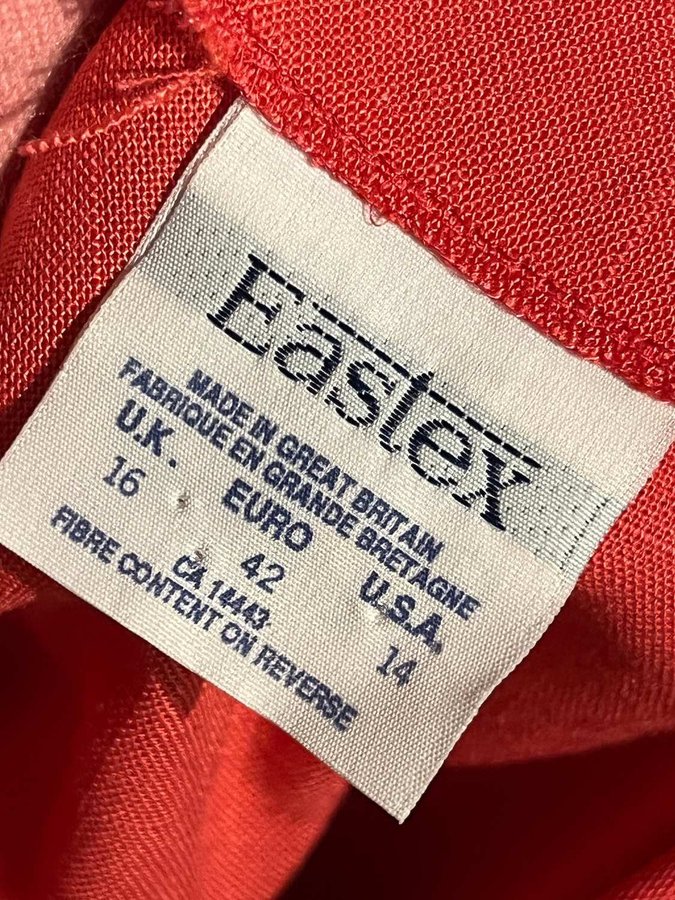 Eastex
MADE IN GREAT BRITAIN
FABRIQUE EN GRANDE BRETAGNE
U.K. EURO U.S.A.
16 42 14
CA 14443
FIBRE CONTENT ON REVERSE